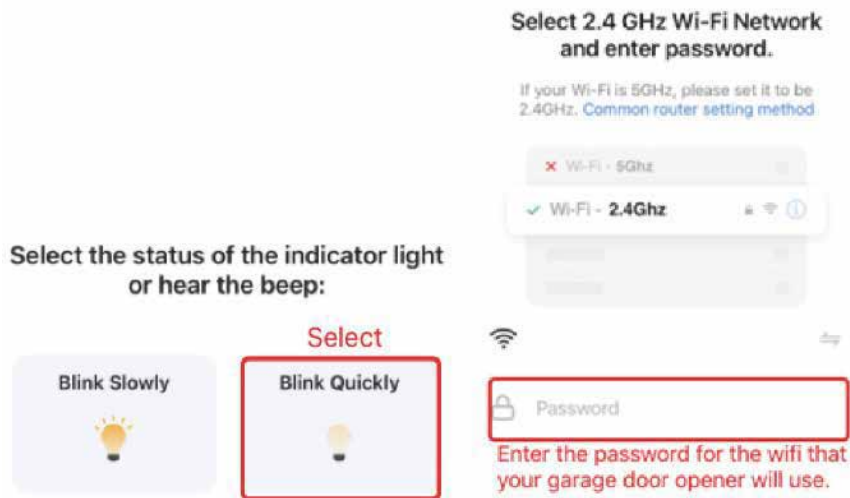 Select the status of the indicator light
or hear the beep:
Select
Blink Slowly
Blink Quickly
Select 2.4 GHz Wi-Fi Network
and enter password.
If your Wi-Fi is 5GHz, please set it to be
2.4GHz. Common router setting method
Wi-Fi - 5Ghz
Wi-Fi - 2.4Ghz
Password
Enter the password for the wifi that
your garage door opener will use.